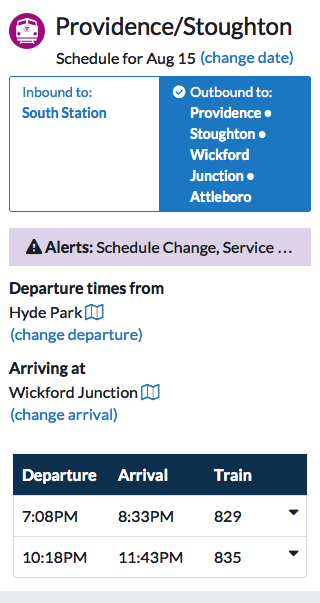 Providence/Stoughton
Schedule for Aug 15 (change date)
Inbound to:
South Station
Outbound to:
Providence •
Stoughton •
Wickford
Junction •
Attleboro
Alerts: Schedule Change, Service ...
Departure times from
Hyde Park
(change departure)
Arriving at
Wickford Junction
(change arrival)
Departure Arrival Train
7:08PM 8:33PM 829
10:18PM 11:43PM 835